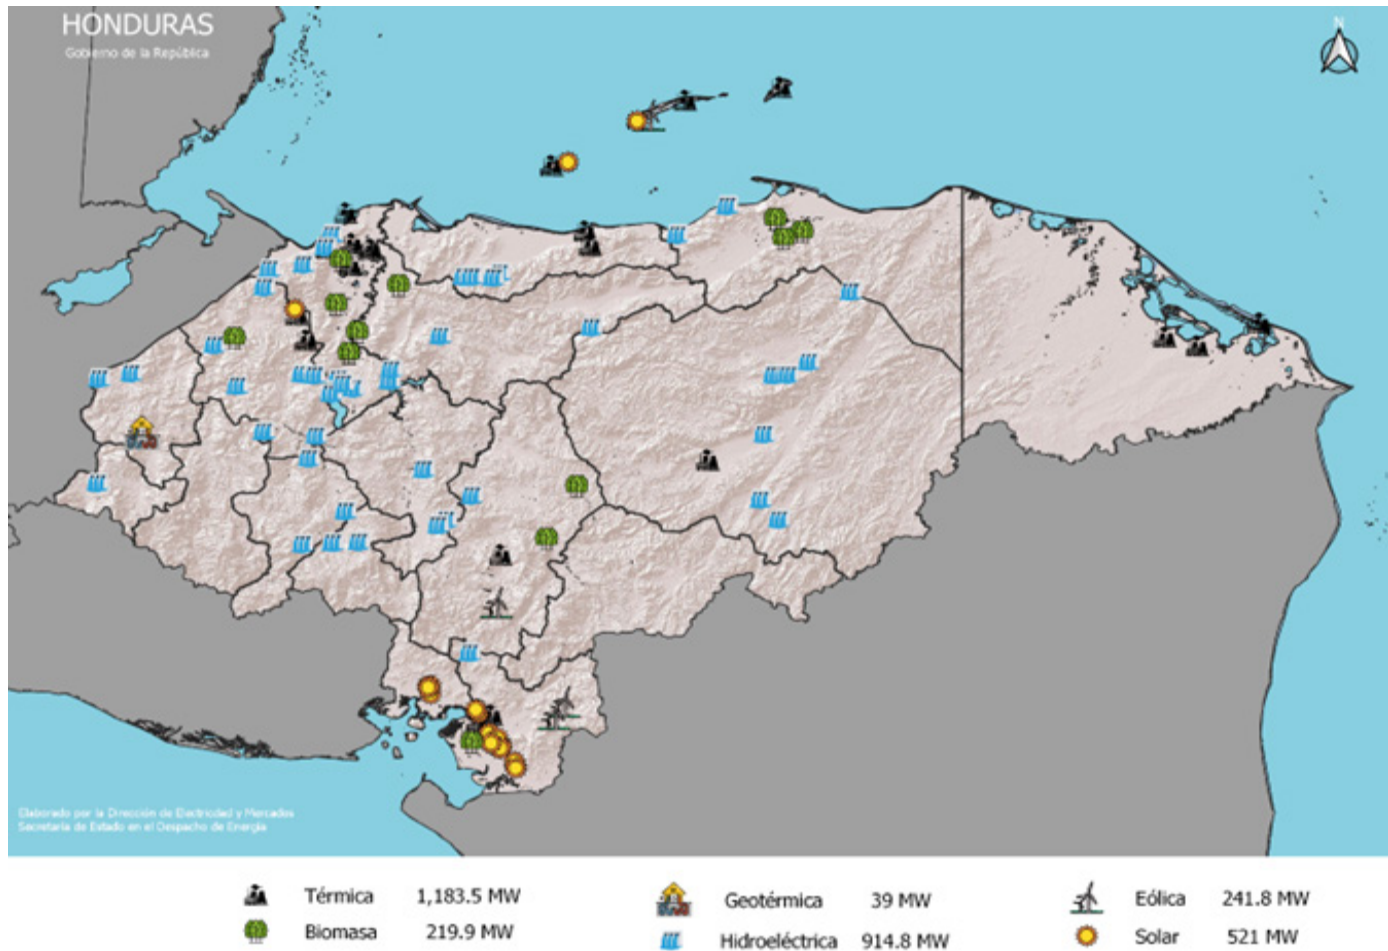 HONDURAS
Gobierno de la República
N
Elaborado por la Dirección de Electricidad y Mercados
Secretaría de Estado en el Despacho de Energía
Térmica 1,183.5 MW
Geotérmica 39 MW
Eólica 241.8 MW
Biomasa 219.9 MW
Hidroeléctrica 914.8 MW
Solar 521 MW